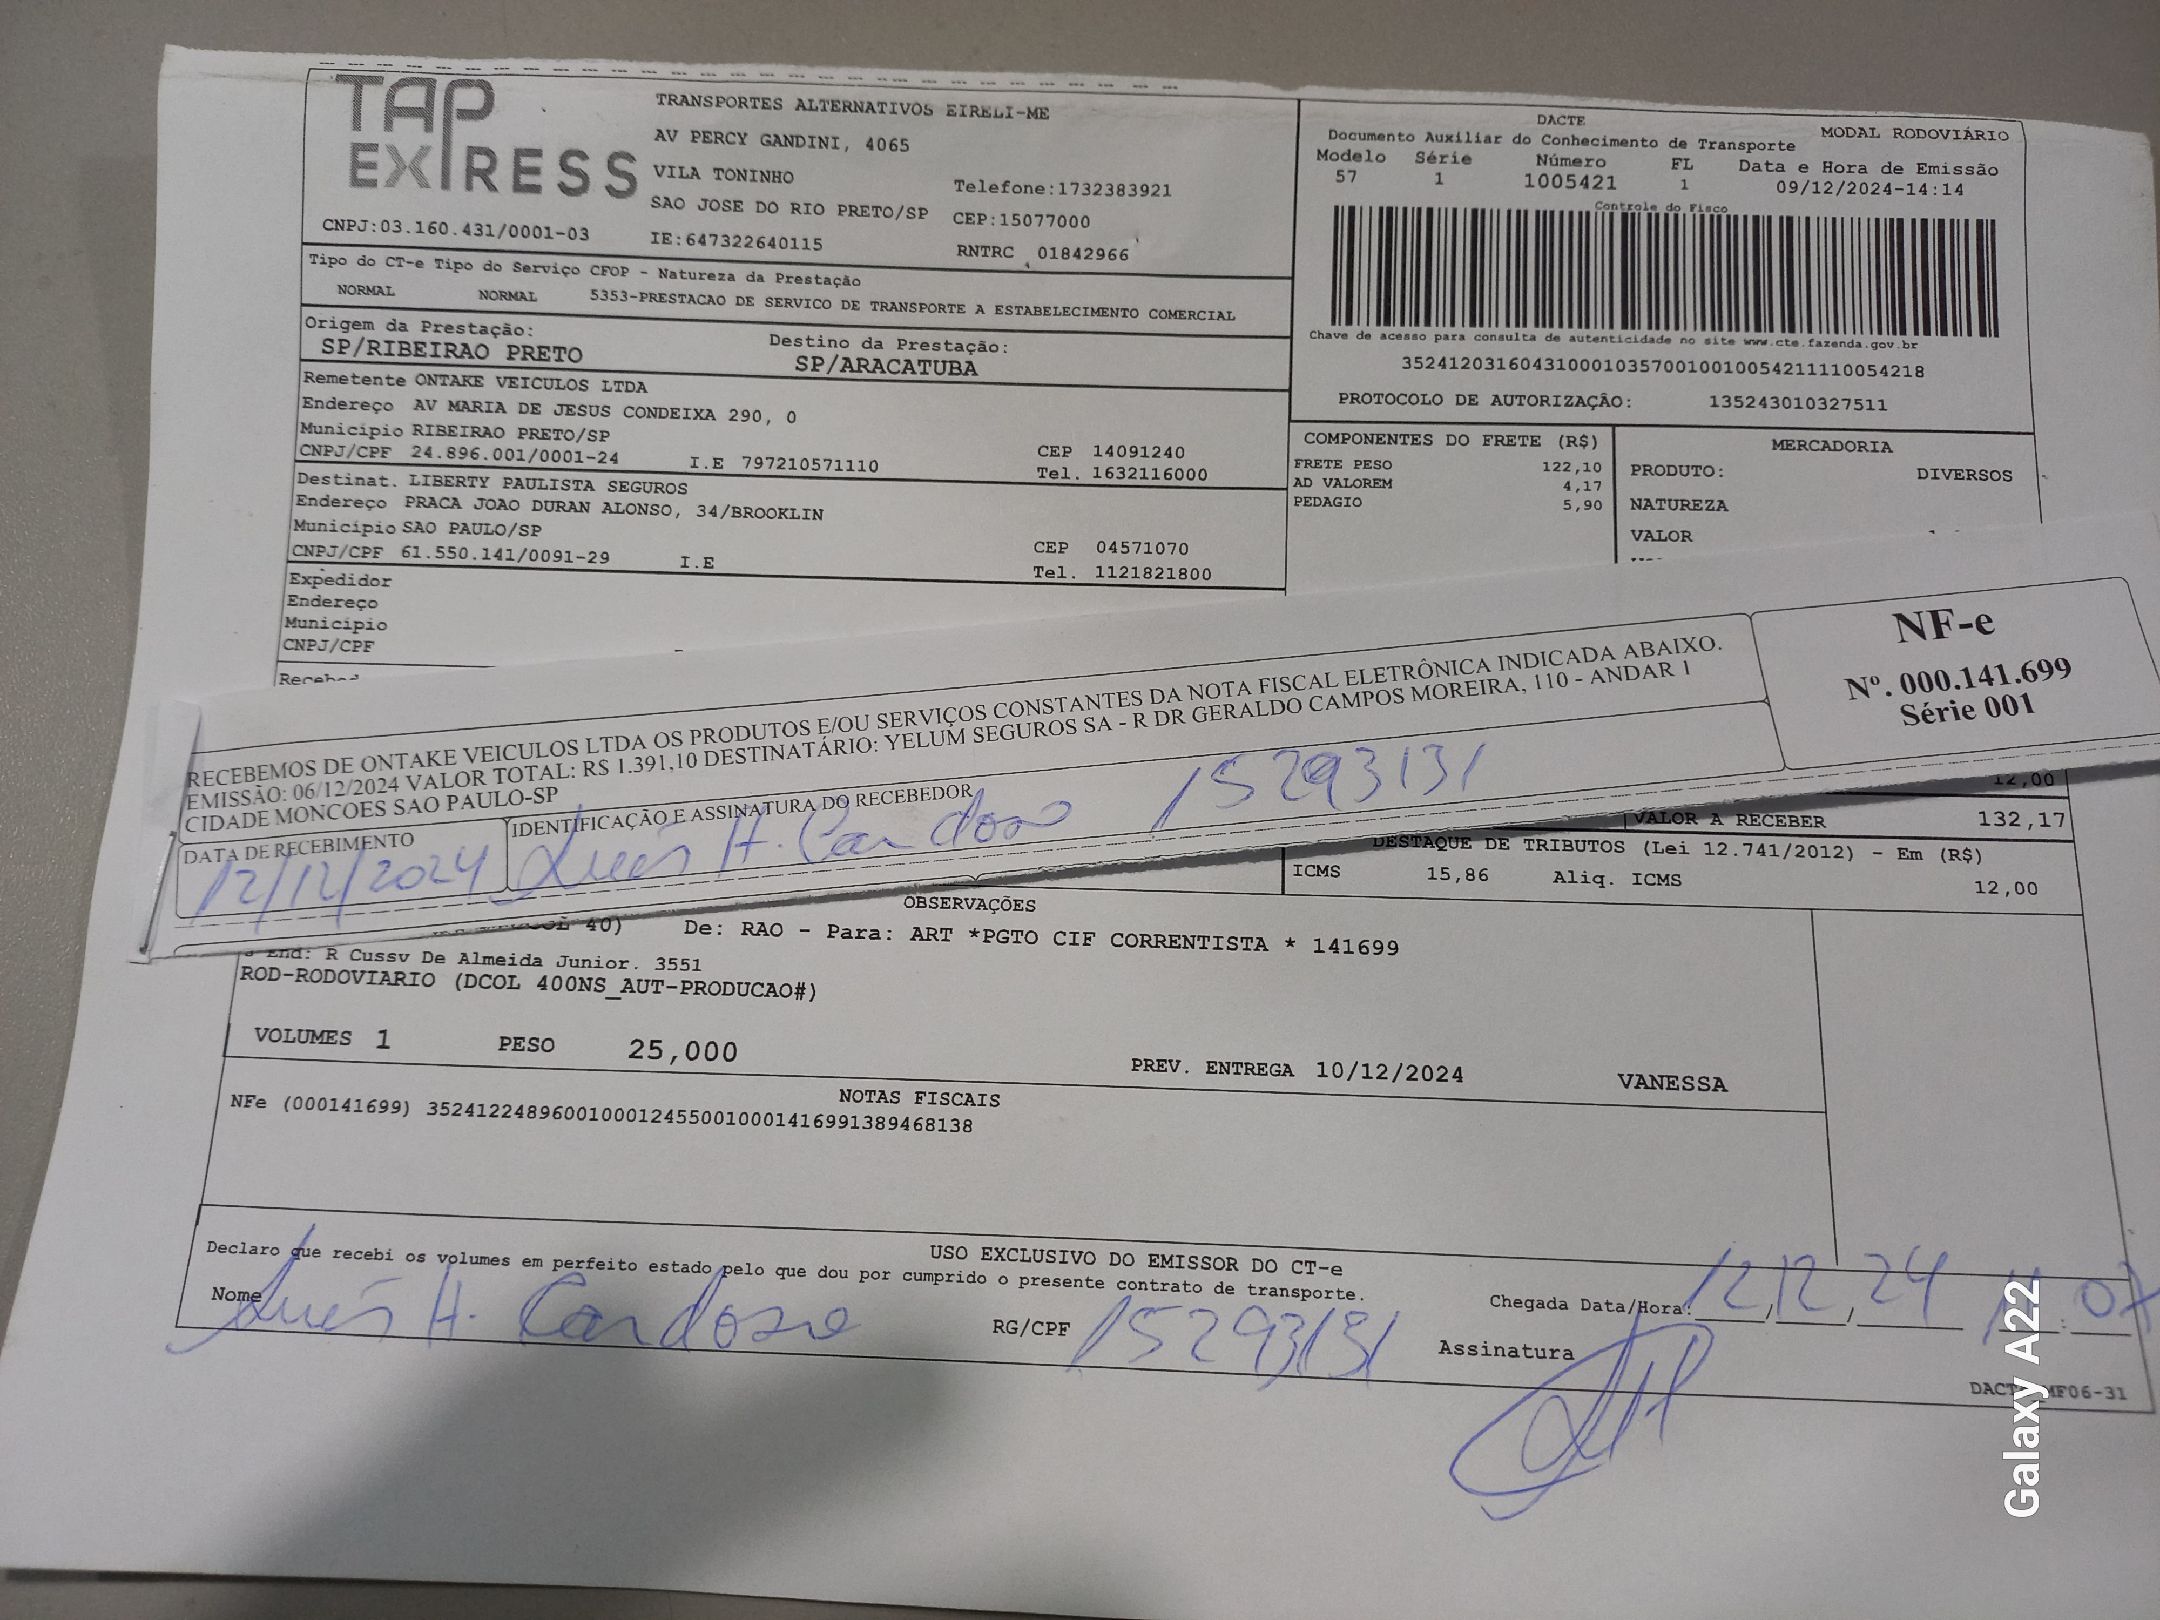 TAP EXPRESS
TRANSPORTES ALTERNATIVOS EIRELI-ME
AV PERCY GANDINI, 4065
VILA TONINHO
Telefone:1732383921
SAO JOSE DO RIO PRETO/SP CEP:15077000
CNPJ:03.160.431/0001-03 IE:647322640115 RNTRC 01842966
DACTE MODAL RODOVIÁRIO
Documento Auxiliar do Conhecimento de Transporte
Modelo Série Número FL Data e Hora de Emissão
57 1 1005421 1 09/12/2024-14:14
Controle do Fisco
Chave de acesso para consulta de autenticidade no site www.cte.fazenda.gov.br
35241203160431000103570010010054211110054218
PROTOCOLO DE AUTORIZAÇÃO: 135243010327511
Tipo do CT-e Tipo do Serviço CFOP - Natureza da Prestação
NORMAL NORMAL 5353-PRESTACAO DE SERVICO DE TRANSPORTE A ESTABELECIMENTO COMERCIAL
Origem da Prestação: Destino da Prestação:
SP/RIBEIRAO PRETO SP/ARACATUBA
Remetente ONTAKE VEICULOS LTDA
Endereço AV MARIA DE JESUS CONDEIXA 290, 0
Município RIBEIRAO PRETO/SP CEP 14091240
CNPJ/CPF 24.896.001/0001-24 I.E 797210571110 Tel. 1632116000
Destinat. LIBERTY PAULISTA SEGUROS
Endereço PRACA JOAO DURAN ALONSO, 34/BROOKLIN
Município SAO PAULO/SP CEP 04571070
CNPJ/CPF 61.550.141/0091-29 I.E Tel. 1121821800
Expedidor
Endereço
Município
CNPJ/CPF
COMPONENTES DO FRETE (R$)
FRETE PESO 122,10
AD VALOREM 4,17
PEDAGIO 5,90
MERCADORIA
PRODUTO: DIVERSOS
NATUREZA
VALOR
RECEBEMOS DE ONTAKE VEICULOS LTDA OS PRODUTOS E/OU SERVIÇOS CONSTANTES DA NOTA FISCAL ELETRÔNICA INDICADA ABAIXO.
EMISSÃO: 06/12/2024 VALOR TOTAL: R$ 1.391,10 DESTINATÁRIO: YELUM SEGUROS SA - R DR GERALDO CAMPOS MOREIRA, 110 - ANDAR 1
CIDADE MONCOES SAO PAULO-SP
DATA DE RECEBIMENTO IDENTIFICAÇÃO E ASSINATURA DO RECEBEDOR
12/12/2024 Luís H. Cardoso 15293131
NF-e
Nº. 000.141.699
Série 001
12,00
VALOR A RECEBER 132,17
DESTAQUE DE TRIBUTOS (Lei 12.741/2012) - Em (R$)
ICMS 15,86 Aliq. ICMS 12,00
OBSERVAÇÕES
40) De: RAO - Para: ART *PGTO CIF CORRENTISTA * 141699
End: R Cussy De Almeida Junior. 3551
ROD-RODOVIARIO (DCOL 400NS_AUT-PRODUCAO#)
VOLUMES 1 PESO 25,000 PREV. ENTREGA 10/12/2024 VANESSA
NOTAS FISCAIS
NFe (000141699) 35241224896001000124550010001416991389468138
USO EXCLUSIVO DO EMISSOR DO CT-e
Declaro que recebi os volumes em perfeito estado pelo que dou por cumprido o presente contrato de transporte.
Nome Luís H. Cardoso RG/CPF 15293131 Chegada Data/Hora: 12,12,24
Assinatura
MF06-31
Galaxy A22